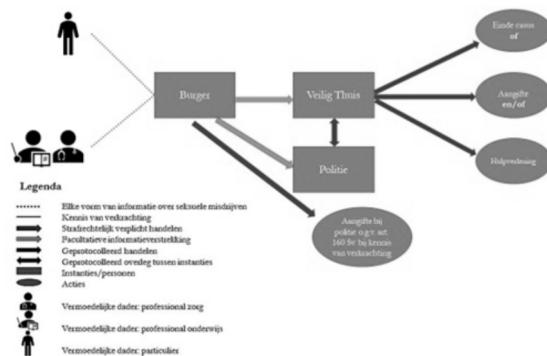 Einde casus
of
Burger
Veilig Thuis
Aangifte
en/of
Politie
Hulpverlening
Legenda
Elke vorm van informatie over seksuele misdrijven
Kennis van verkrachting
Strafrechtelijk verplicht handelen
Facultatieve informatieverstrekking
Geprotocolleerd handelen
Geprotocolleerd overleg tussen instanties
Instanties/personen
Acties
Aangifte bij
politie o.g.v. art.
160 Sv bij kennis
van verkrachting
Vermoedelijke dader: professional zorg
Vermoedelijke dader: professional onderwijs
Vermoedelijke dader: particulier